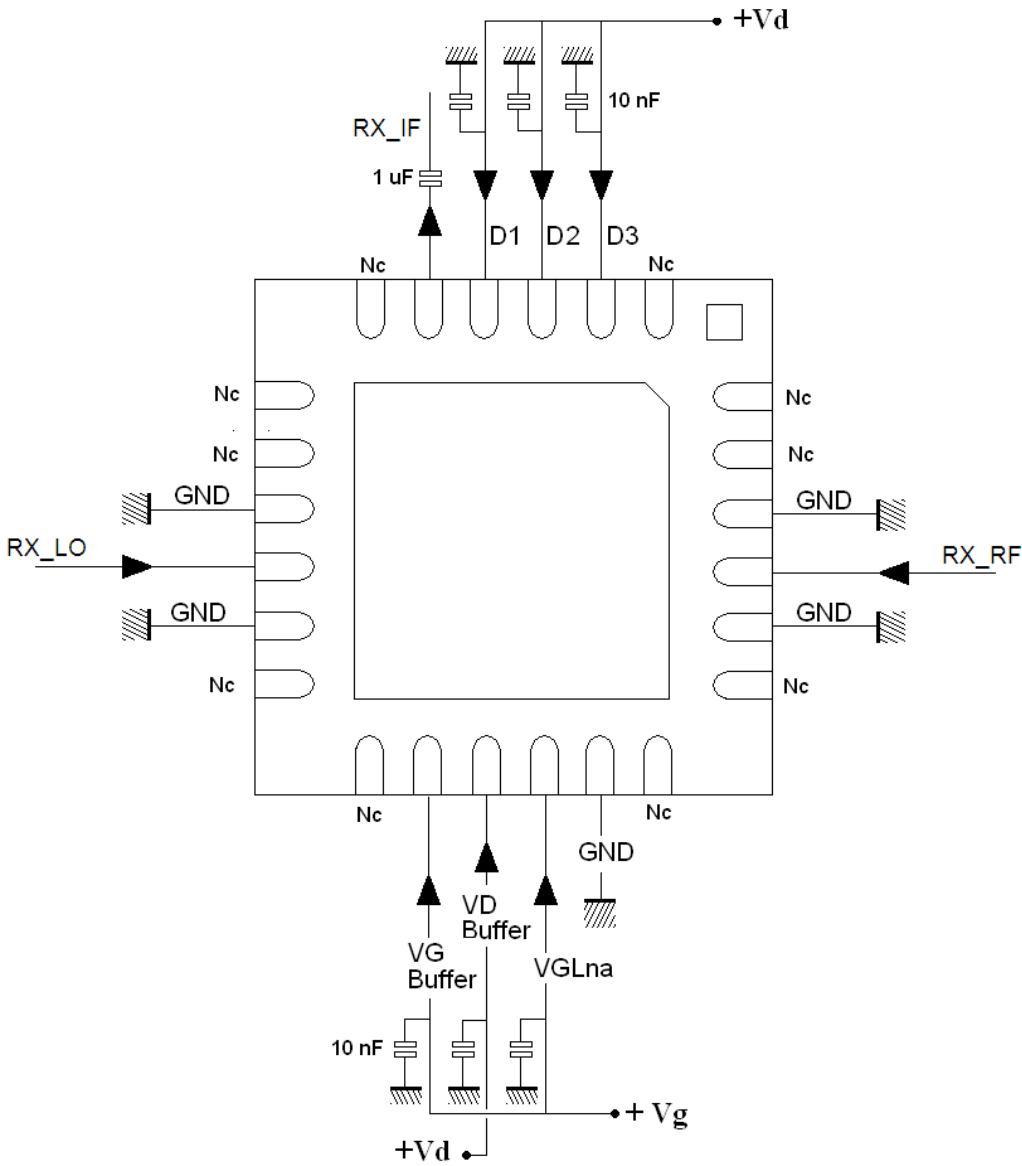 +Vd
10 nF
RX_IF
1 uF
D1
D2
D3
Nc
Nc
Nc
Nc
Nc
Nc
GND
GND
RX_LO
RX_RF
GND
GND
Nc
Nc
Nc
Nc
GND
VD
Buffer
VG
Buffer
VGLna
10 nF
+ Vg
+Vd